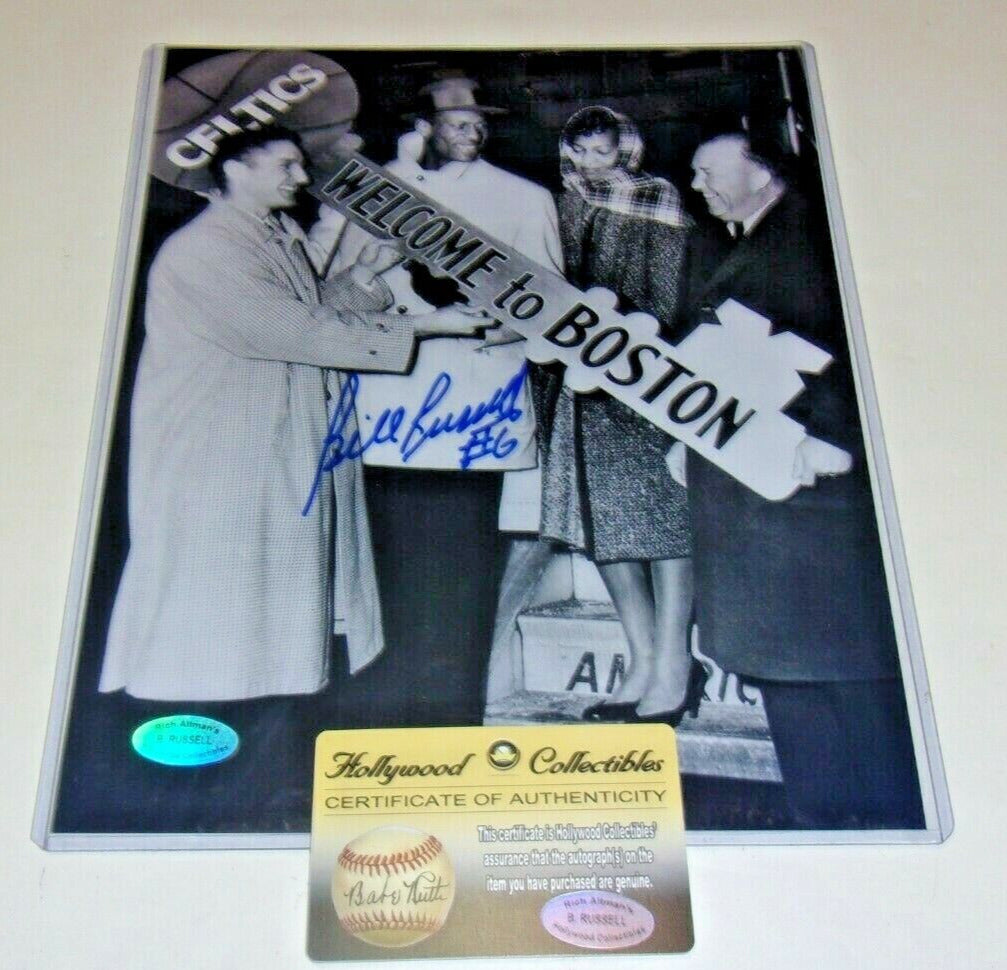 CELTICS
WELCOME to BOSTON
Bill Russell
#6
AM
RIC
Rich Altman's
B. RUSSELL
Collectibles
Hollywood Collectibles
CERTIFICATE OF AUTHENTICITY
This certificate is Hollywood Collectibles'
assurance that the autograph(s) on the
item you have purchased are genuine.
Babe Ruth
Rich Altman's
B. RUSSELL
Hollywood Collectibles